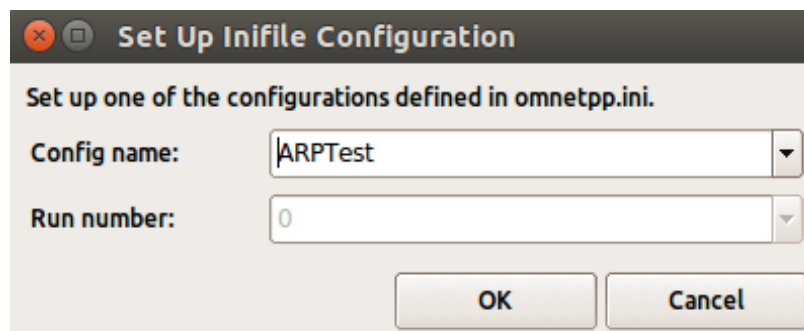 Set Up Inifile Configuration
Set up one of the configurations defined in omnetpp.ini.
Config name: ARPTest
Run number: 0
OK Cancel